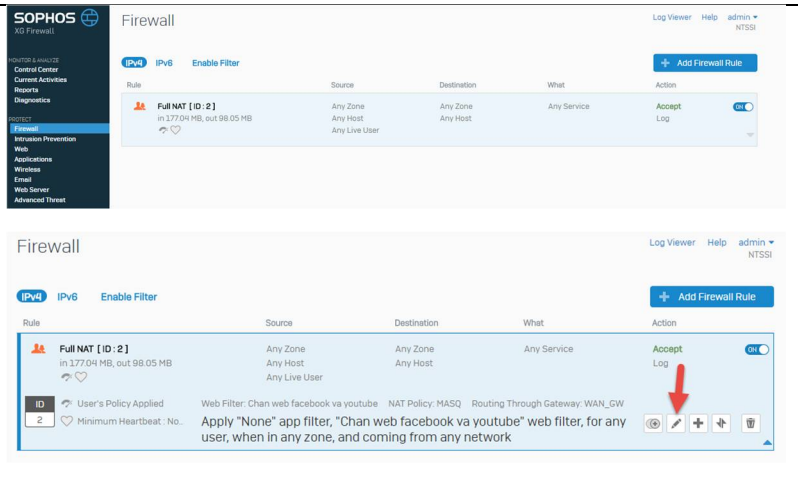 SOPHOS
XG Firewall
Firewall
Log Viewer Help admin
NTSSI
MONITOR & ANALYZE
Control Center
Current Activities
Reports
Diagnostics
PROTECT
Firewall
Intrusion Prevention
Web
Applications
Wireless
Email
Web Server
Advanced Threat
IPv4 IPv6 Enable Filter
+ Add Firewall Rule
Rule Source Destination What Action
Full NAT [ ID : 2 ] Any Zone Any Zone Any Service Accept ON
in 177.04 MB, out 98.05 MB Any Host Any Host Log
Any Live User
Firewall
Log Viewer Help admin
NTSSI
IPv4 IPv6 Enable Filter
+ Add Firewall Rule
Rule Source Destination What Action
Full NAT [ ID : 2 ] Any Zone Any Zone Any Service Accept ON
in 177.04 MB, out 98.05 MB Any Host Any Host Log
Any Live User
ID User's Policy Applied Web Filter: Chan web facebook va youtube NAT Policy: MASQ Routing Through Gateway: WAN_GW
2 Minimum Heartbeat : No.. Apply "None" app filter, "Chan web facebook va youtube" web filter, for any
user, when in any zone, and coming from any network